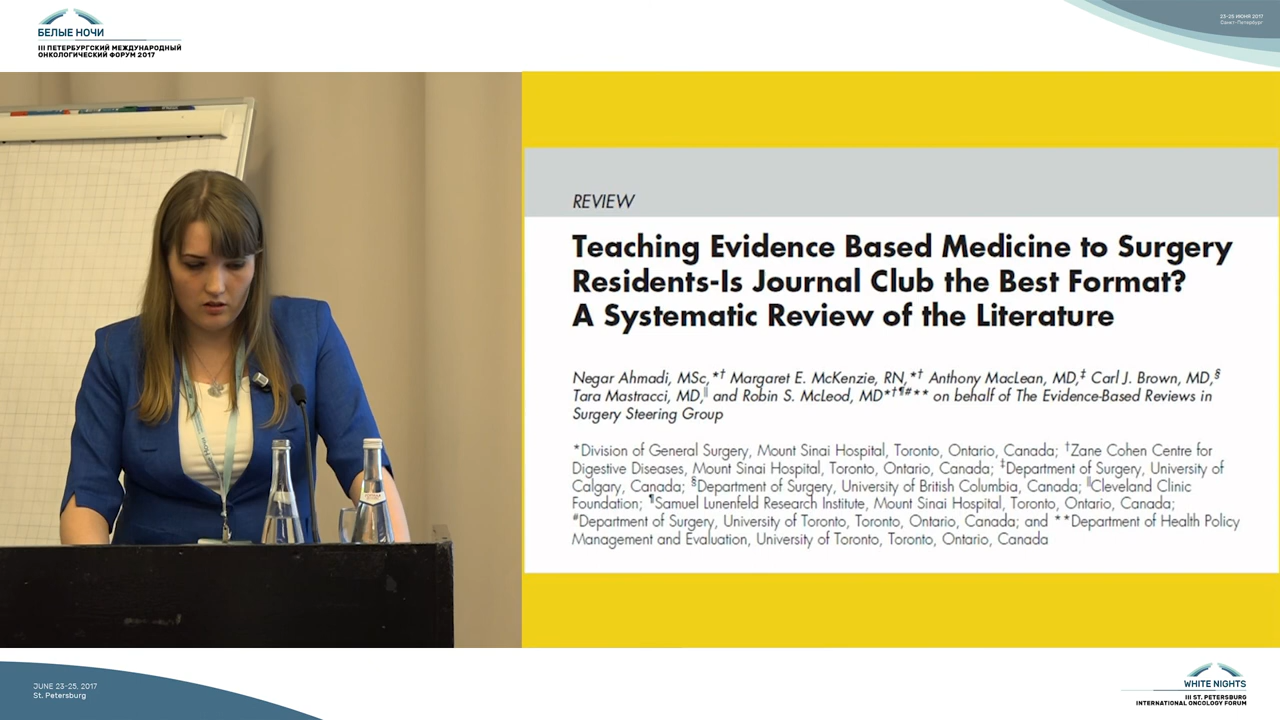 БЕЛЫЕ НОЧИ
III ПЕТЕРБУРГСКИЙ МЕЖДУНАРОДНЫЙ
ОНКОЛОГИЧЕСКИЙ ФОРУМ 2017
23-25 ИЮНЯ 2017
Санкт-Петербург
REVIEW
Teaching Evidence Based Medicine to Surgery
Residents-Is Journal Club the Best Format?
A Systematic Review of the Literature
Negar Ahmadi, MSc,*† Margaret E. McKenzie, RN,*† Anthony MacLean, MD,‡ Carl J. Brown, MD,§
Tara Mastracci, MD,‖ and Robin S. McLeod, MD*†¶#** on behalf of The Evidence-Based Reviews in
Surgery Steering Group
*Division of General Surgery, Mount Sinai Hospital, Toronto, Ontario, Canada; †Zane Cohen Centre for
Digestive Diseases, Mount Sinai Hospital, Toronto, Ontario, Canada; ‡Department of Surgery, University of
Calgary, Canada; §Department of Surgery, University of British Columbia, Canada; ‖Cleveland Clinic
Foundation; ¶Samuel Lunenfeld Research Institute, Mount Sinai Hospital, Toronto, Ontario, Canada;
#Department of Surgery, University of Toronto, Toronto, Ontario, Canada; and **Department of Health Policy
Management and Evaluation, University of Toronto, Toronto, Ontario, Canada
JUNE 23-25, 2017
St. Petersburg
WHITE NIGHTS
III ST. PETERSBURG
INTERNATIONAL ONCOLOGY FORUM